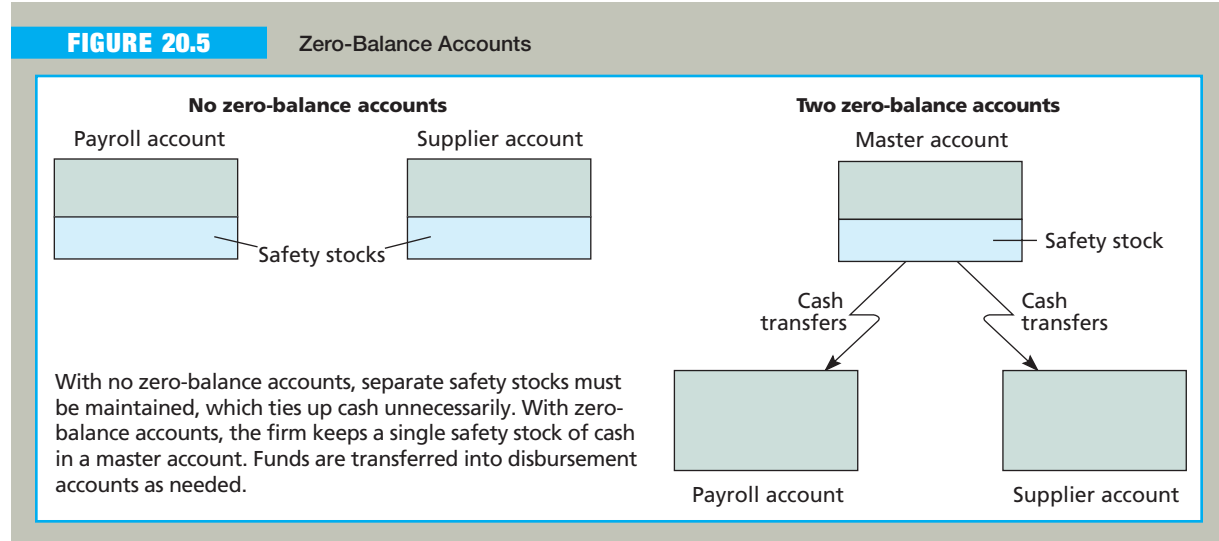 FIGURE 20.5
Zero-Balance Accounts
No zero-balance accounts
Payroll account
Supplier account
Safety stocks
With no zero-balance accounts, separate safety stocks must
be maintained, which ties up cash unnecessarily. With zero-
balance accounts, the firm keeps a single safety stock of cash
in a master account. Funds are transferred into disbursement
accounts as needed.
Two zero-balance accounts
Master account
Safety stock
Cash
transfers
Cash
transfers
Payroll account
Supplier account